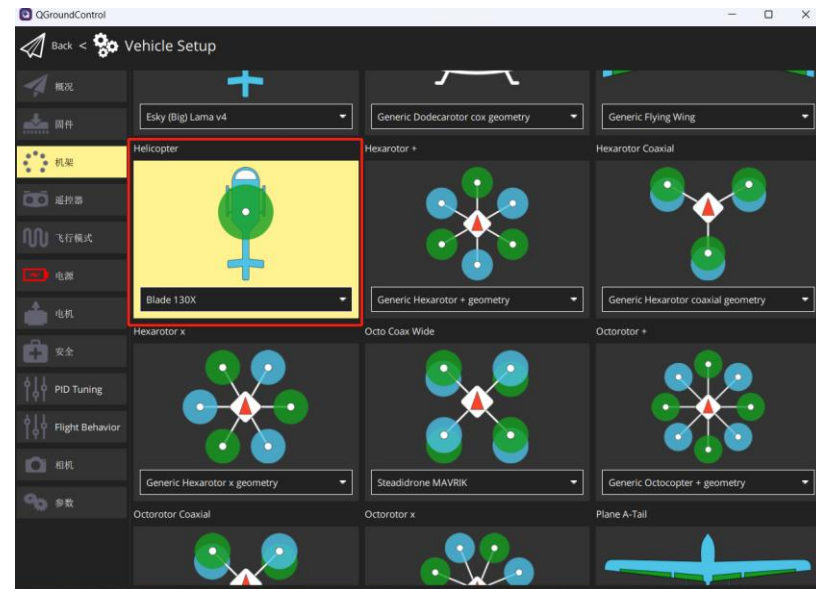 QGroundControl
Back < Vehicle Setup
概况
固件
机架
遥控器
飞行模式
电源
电机
安全
PID Tuning
Flight Behavior
相机
参数
Esky (Big) Lama v4
Generic Dodecarotor cox geometry
Generic Flying Wing
Helicopter
Hexarotor +
Hexarotor Coaxial
Blade 130X
Generic Hexarotor + geometry
Generic Hexarotor coaxial geometry
Hexarotor x
Octo Coax Wide
Octorotor +
Generic Hexarotor x geometry
Steadidrone MAVRIK
Generic Octocopter + geometry
Octorotor Coaxial
Octorotor x
Plane A-Tail